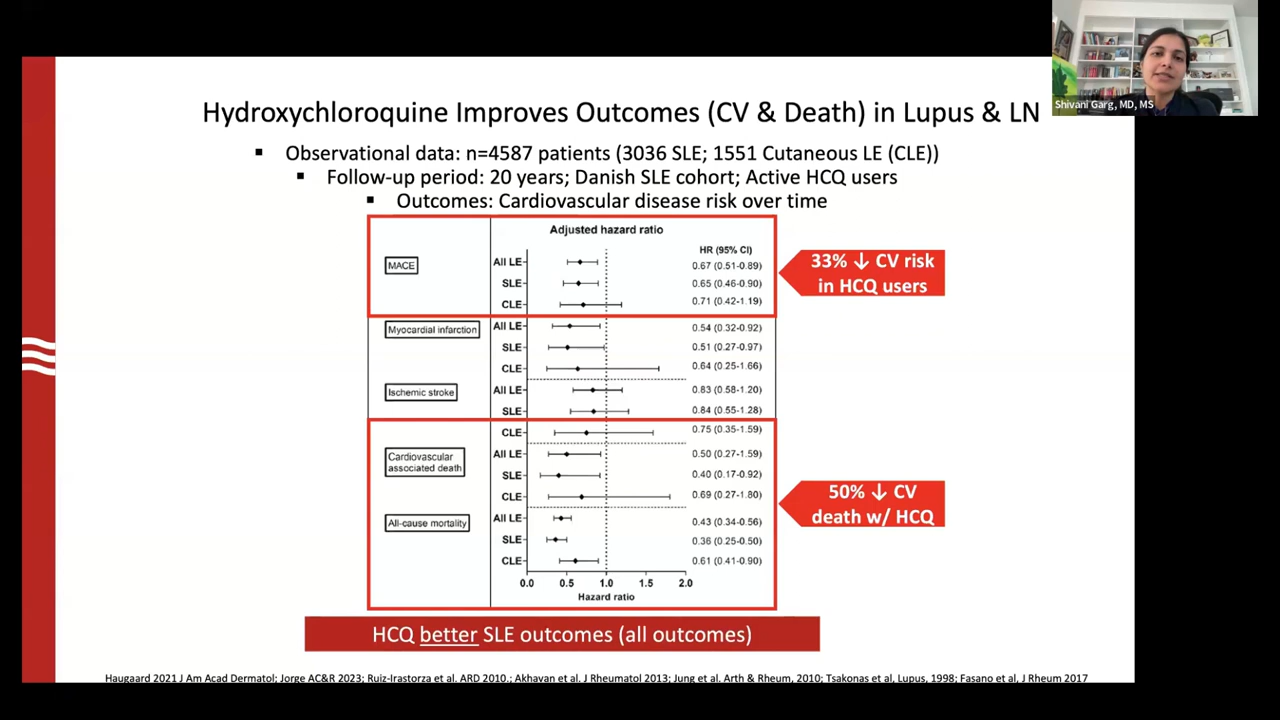 Shivani Garg, MD, MS
Hydroxychloroquine Improves Outcomes (CV & Death) in Lupus & LN
▪ Observational data: n=4587 patients (3036 SLE; 1551 Cutaneous LE (CLE))
▪ Follow-up period: 20 years; Danish SLE cohort; Active HCQ users
▪ Outcomes: Cardiovascular disease risk over time
Adjusted hazard ratio
HR (95% CI)
MACE
All LE 0.67 (0.51-0.89)
SLE 0.65 (0.46-0.90)
CLE 0.71 (0.42-1.19)
Myocardial infarction
All LE 0.54 (0.32-0.92)
SLE 0.51 (0.27-0.97)
CLE 0.64 (0.25-1.66)
Ischemic stroke
All LE 0.83 (0.58-1.20)
SLE 0.84 (0.55-1.28)
CLE 0.75 (0.35-1.59)
Cardiovascular
associated death
All LE 0.50 (0.27-1.59)
SLE 0.40 (0.17-0.92)
CLE 0.69 (0.27-1.80)
All-cause mortality
All LE 0.43 (0.34-0.56)
SLE 0.36 (0.25-0.50)
CLE 0.61 (0.41-0.90)
0.0 0.5 1.0 1.5 2.0
Hazard ratio
33% ↓ CV risk
in HCQ users
50% ↓ CV
death w/ HCQ
HCQ better SLE outcomes (all outcomes)
Haugaard 2021 J Am Acad Dermatol; Jorge AC&R 2023; Ruiz-Irastorza et al. ARD 2010.; Akhavan et al. J Rheumatol 2013; Jung et al. Arth & Rheum, 2010; Tsakonas et al, Lupus, 1998; Fasano et al, J Rheum 2017